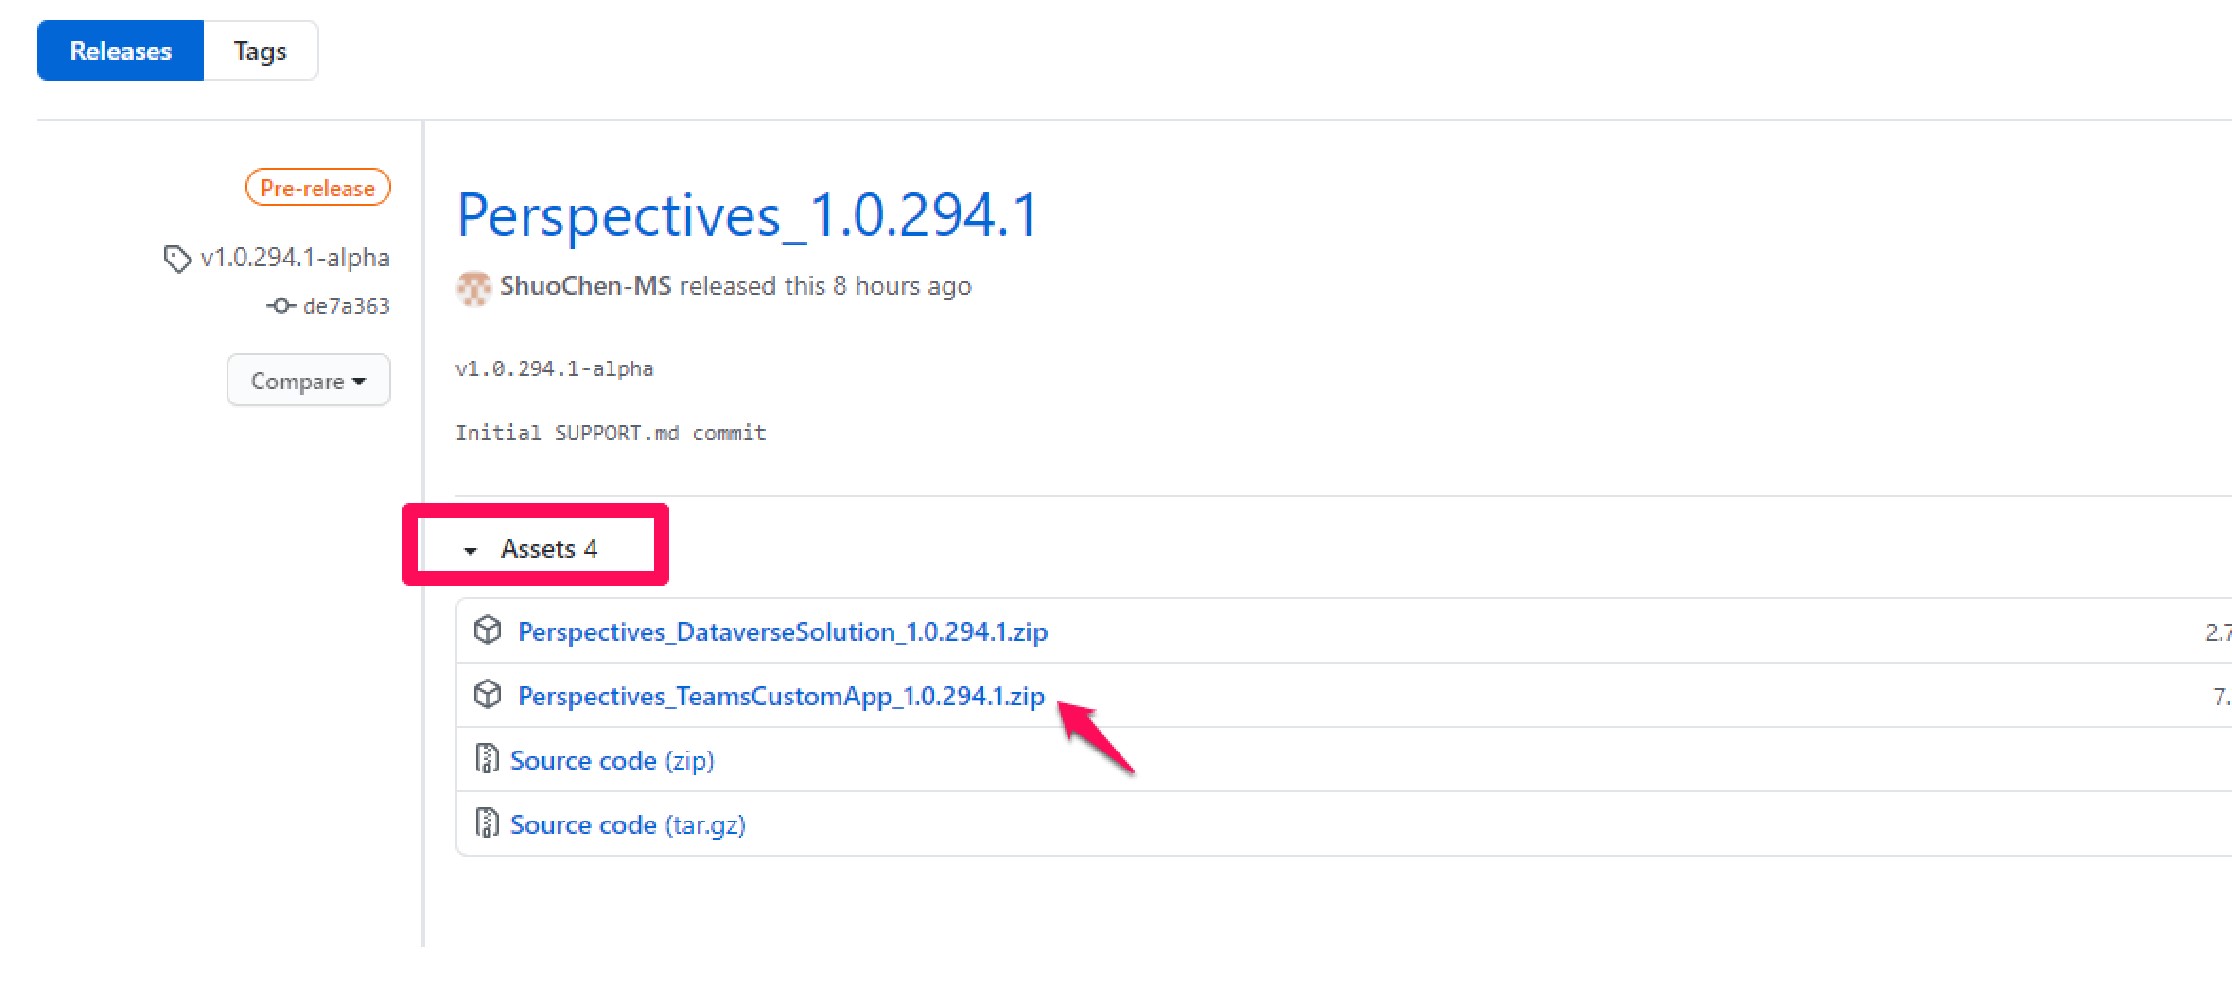 Releases Tags
Pre-release
v1.0.294.1-alpha
de7a363
Compare
Perspectives_1.0.294.1
ShuoChen-MS released this 8 hours ago
v1.0.294.1-alpha
Initial SUPPORT.md commit
Assets 4
Perspectives_DataverseSolution_1.0.294.1.zip 2.7
Perspectives_TeamsCustomApp_1.0.294.1.zip 7.
Source code (zip)
Source code (tar.gz)